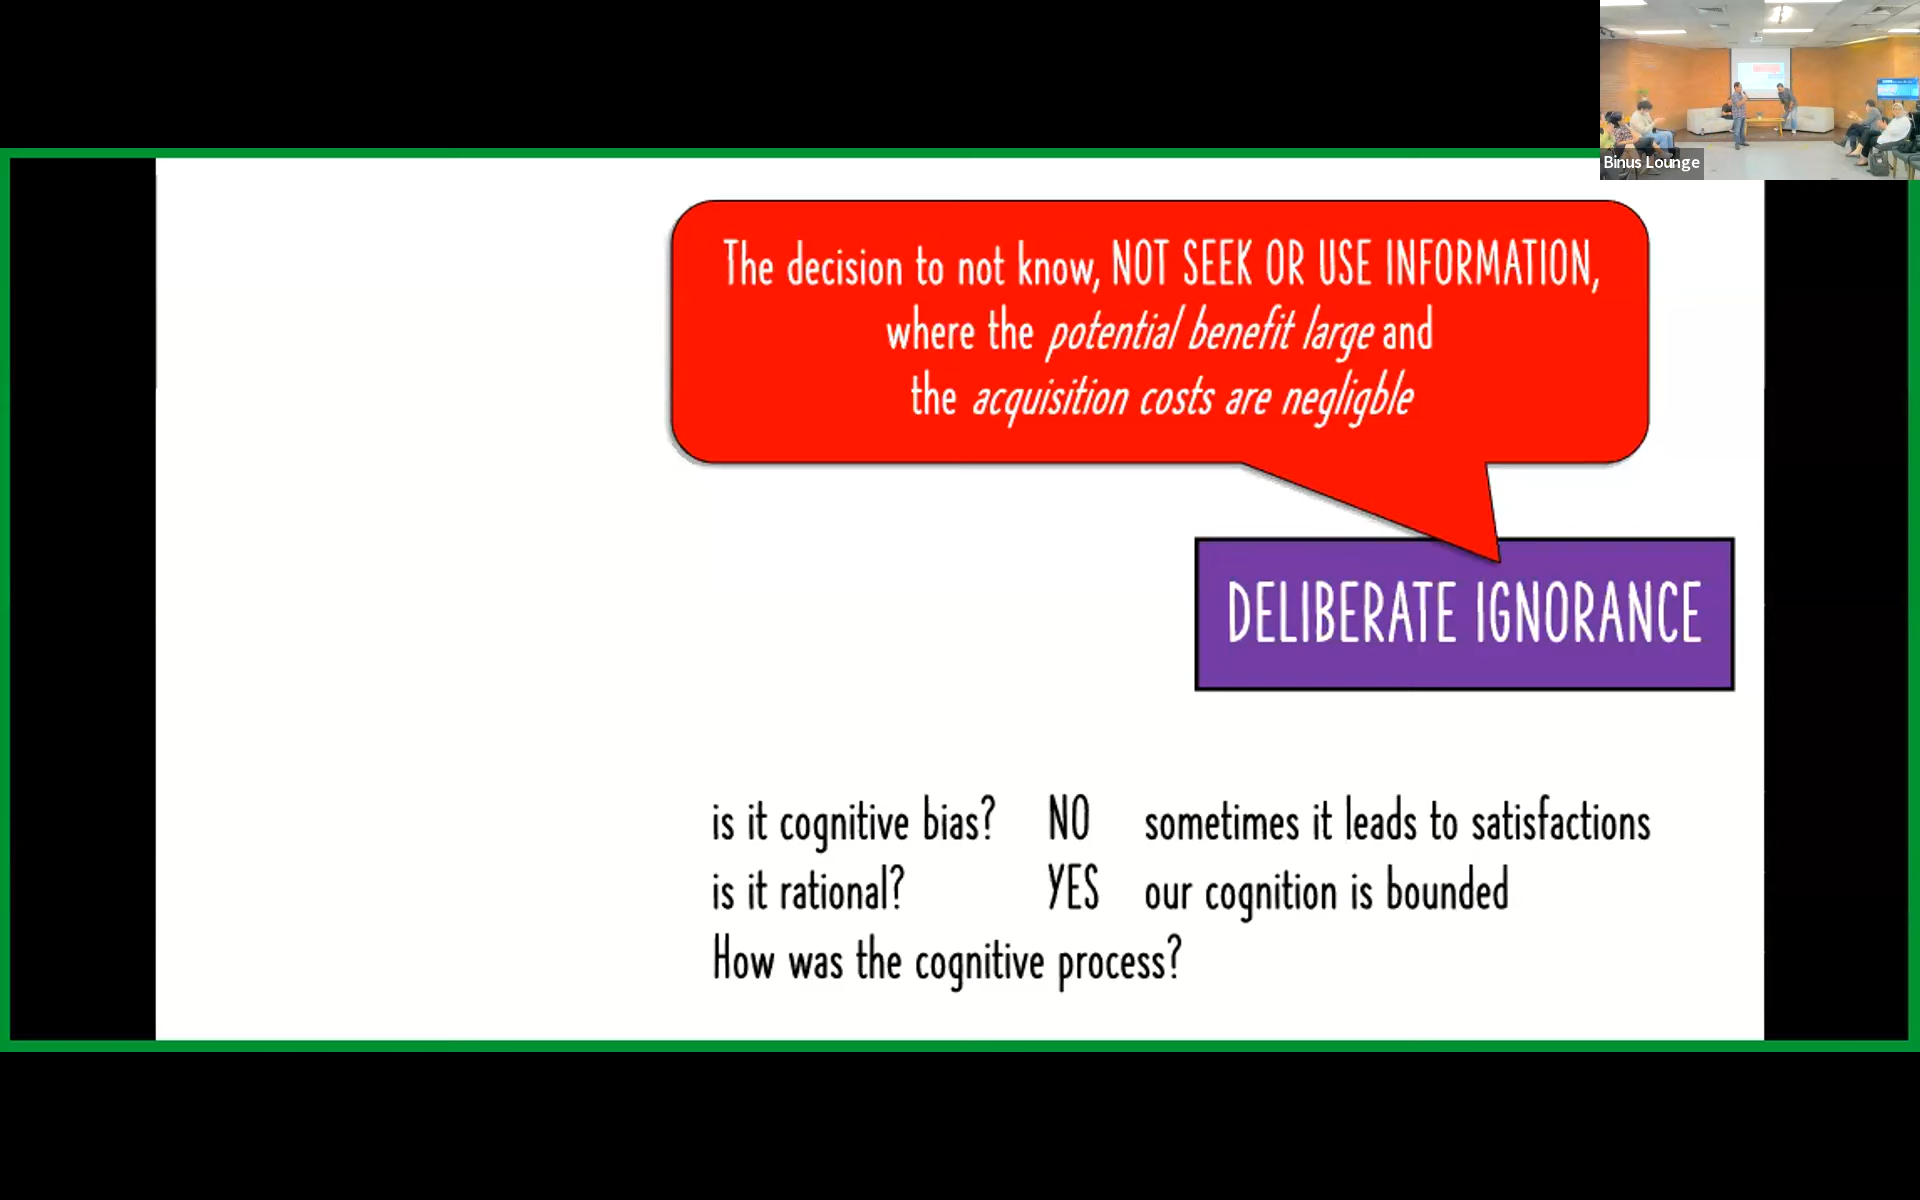 Binus Lounge
The decision to not know, NOT SEEK OR USE INFORMATION,
where the potential benefit large and
the acquisition costs are negligble
DELIBERATE IGNORANCE
is it cognitive bias? NO sometimes it leads to satisfactions
is it rational? YES our cognition is bounded
How was the cognitive process?